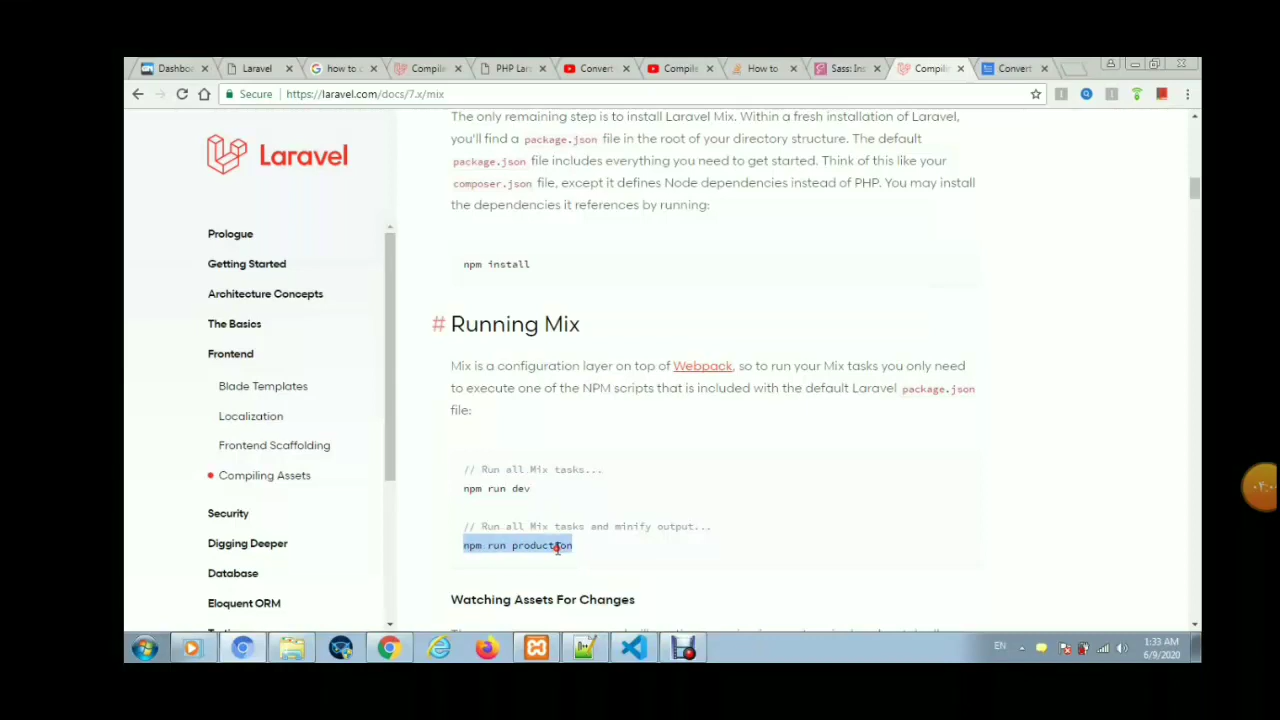 Dashbo
Laravel
how to c
Compile
PHP Lar
Convert
Compile
How to
Sass: Ins
Compili
Convert
Secure
https://laravel.com/docs/7.x/mix
Laravel
Prologue
Getting Started
Architecture Concepts
The Basics
Frontend
Blade Templates
Localization
Frontend Scaffolding
Compiling Assets
Security
Digging Deeper
Database
Eloquent ORM
The only remaining step is to install Laravel Mix. Within a fresh installation of Laravel,
you'll find a package.json file in the root of your directory structure. The default
package.json file includes everything you need to get started. Think of this like your
composer.json file, except it defines Node dependencies instead of PHP. You may install
the dependencies it references by running:
npm install
# Running Mix
Mix is a configuration layer on top of Webpack, so to run your Mix tasks you only need
to execute one of the NPM scripts that is included with the default Laravel package.json
file:
// Run all Mix tasks...
npm run dev
// Run all Mix tasks and minify output...
npm run production
Watching Assets For Changes
EN
1:33 AM
6/9/2020